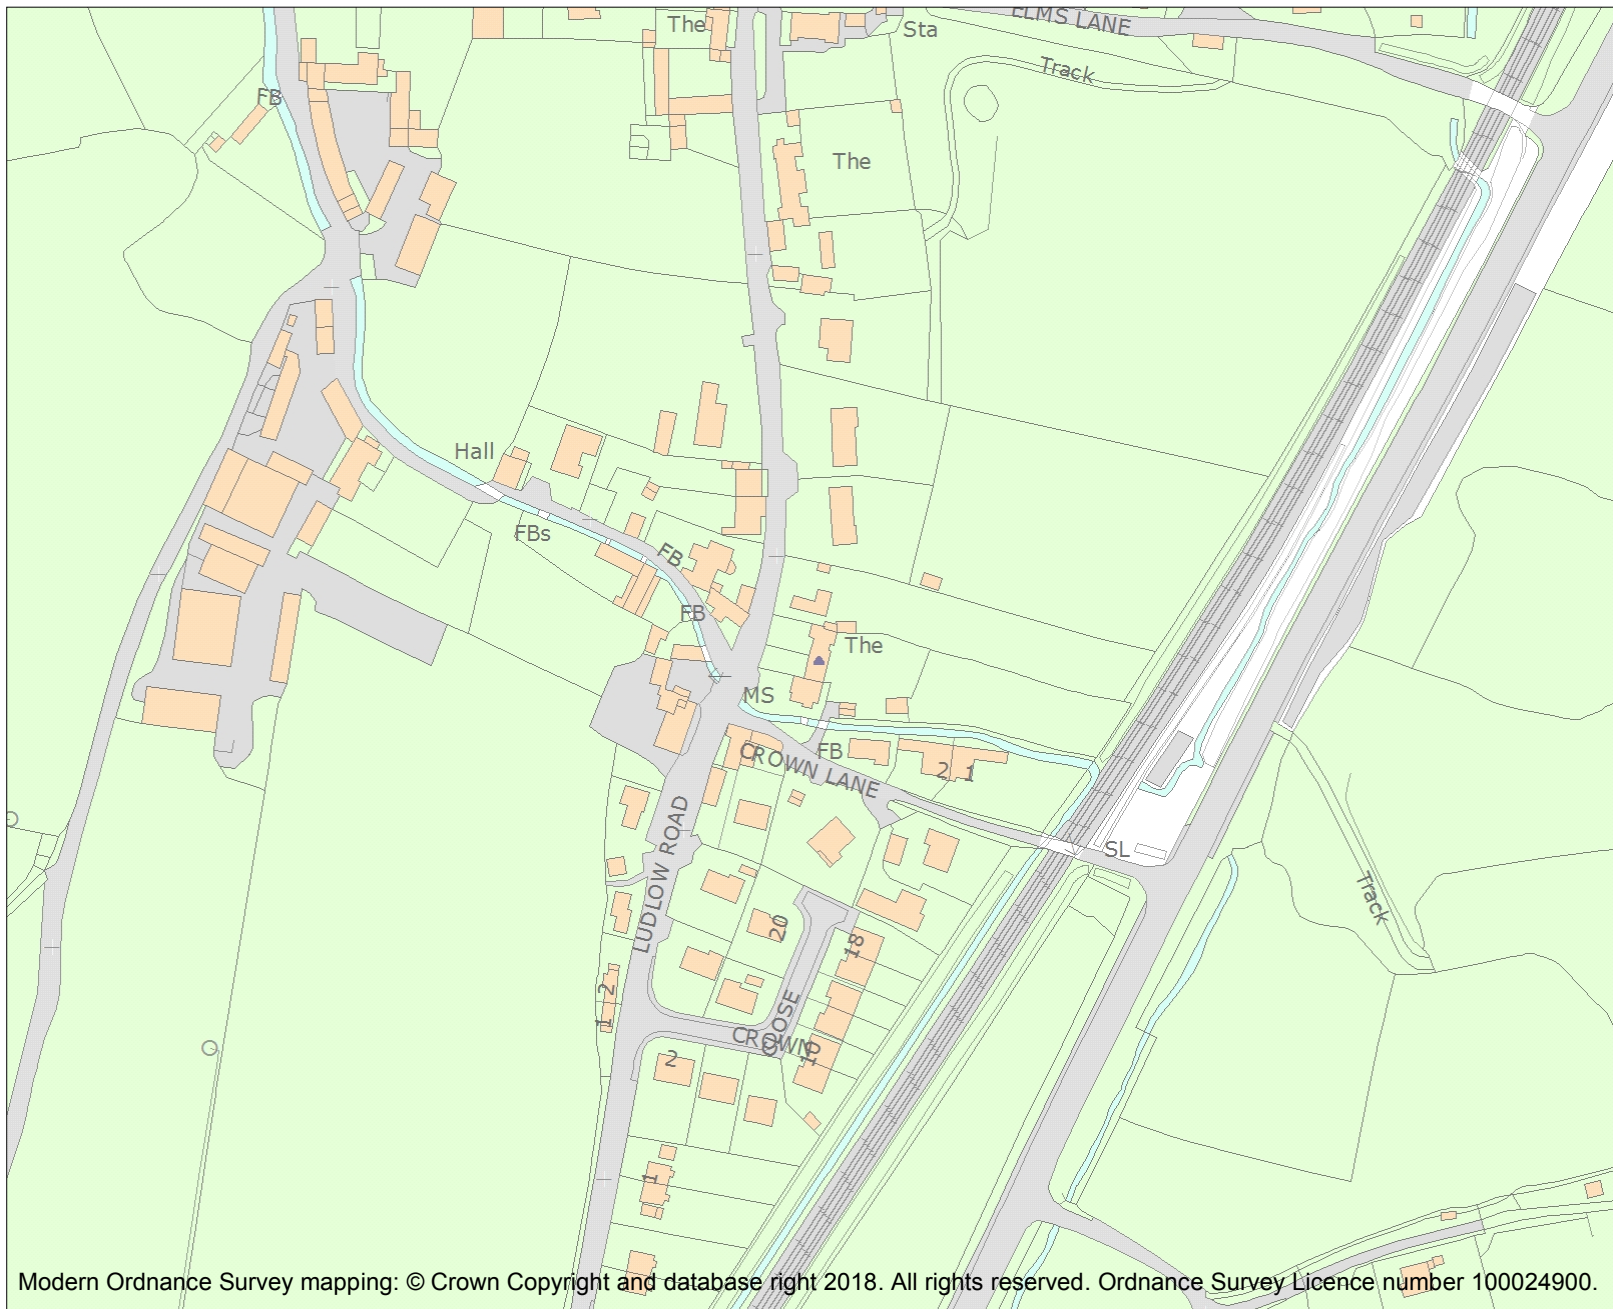 ELMS LANE
The
Sta
Track
FB
The
Hall
FBs
FB
FB
The
MS
FB
CROWN LANE
2
1
SL
LUDLOW ROAD
Track
20
18
2
1
CROWN
OOSE
10
2
1
Modern Ordnance Survey mapping: © Crown Copyright and database right 2018. All rights reserved. Ordnance Survey Licence number 100024900.